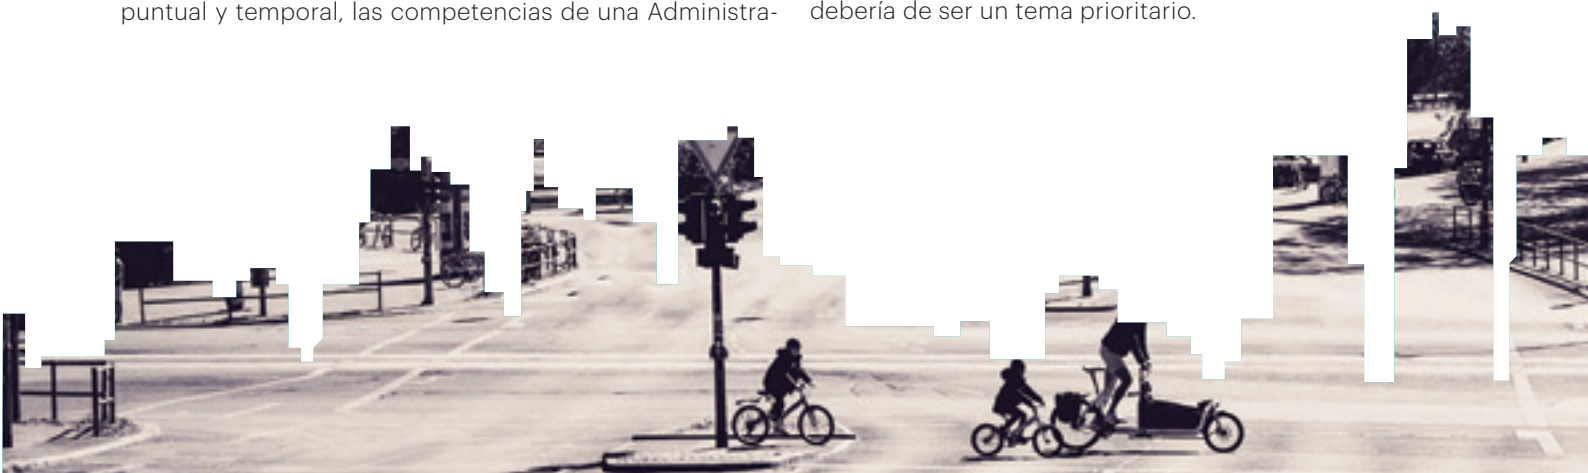 puntual y temporal, las competencias de una Administra-
debería de ser un tema prioritario.